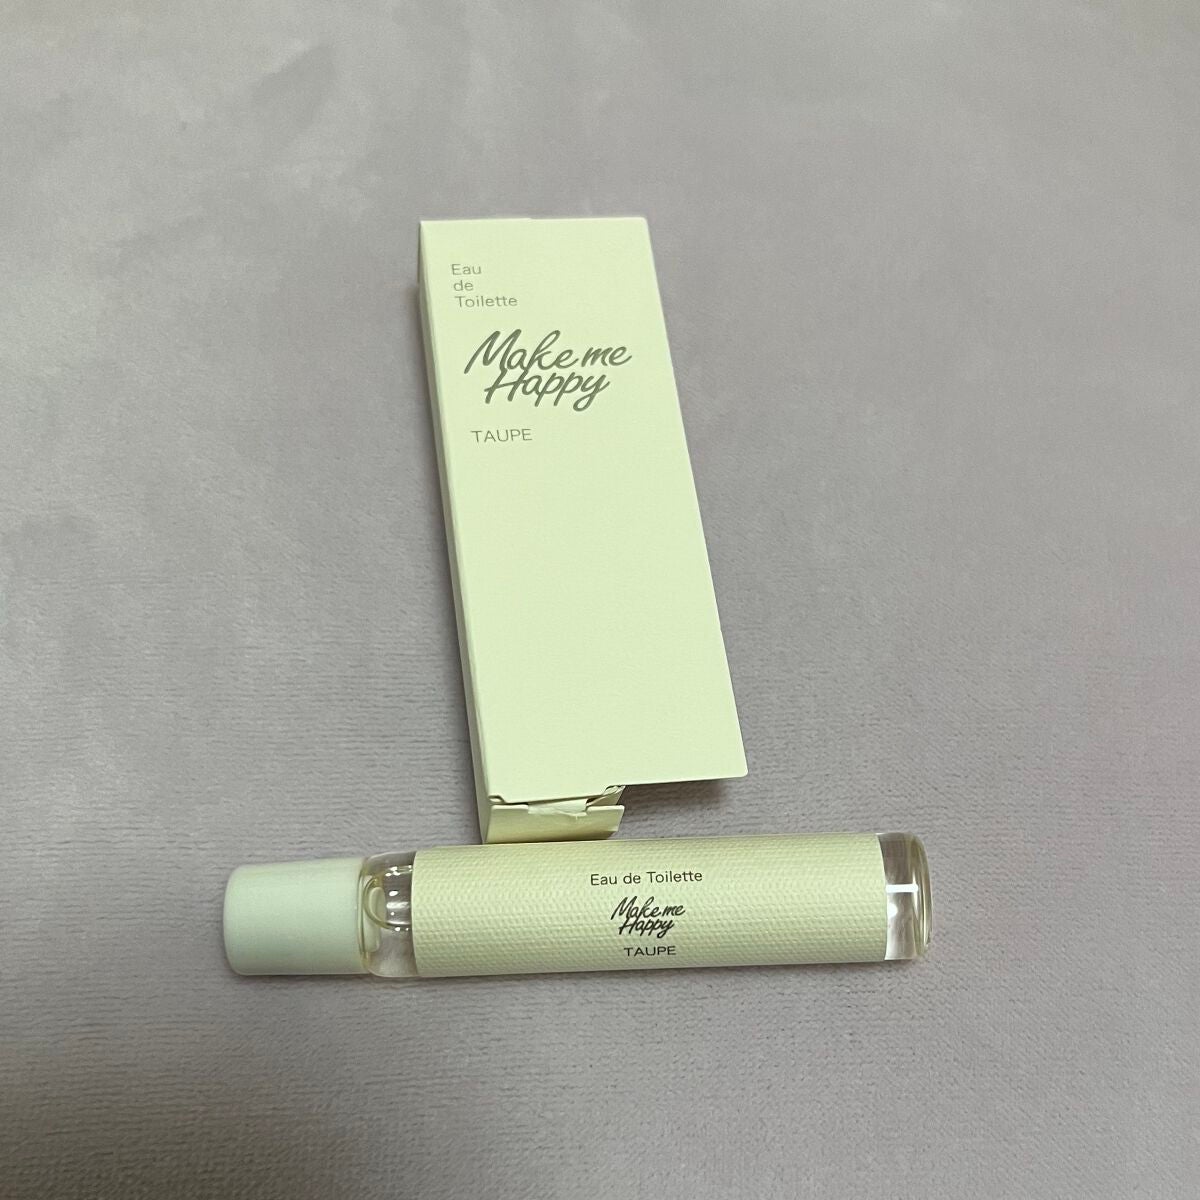 Eau
de
Toilette
Make me
Happy
TAUPE
Eau de Toilette
Make me
Happy
TAUPE